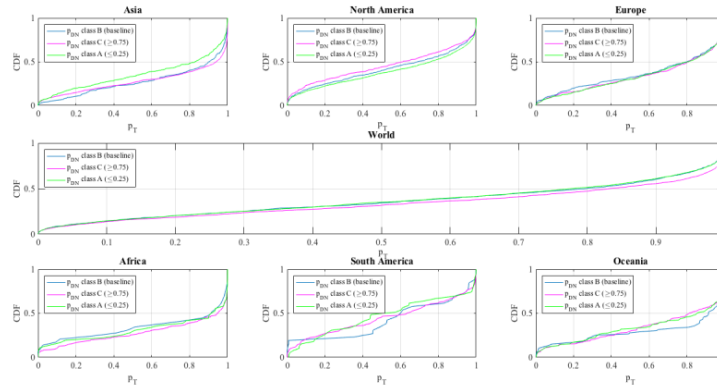 Asia
CDF
1
0.5
0
p_DN class B (baseline)
p_DN class C (≥0.75)
p_DN class A (≤0.25)
0 0.2 0.4 0.6 0.8 1
p_T
North America
CDF
1
0.5
0
p_DN class B (baseline)
p_DN class C (≥0.75)
p_DN class A (≤0.25)
0 0.2 0.4 0.6 0.8 1
p_T
Europe
CDF
1
0.5
0
p_DN class B (baseline)
p_DN class C (≥0.75)
p_DN class A (≤0.25)
0 0.2 0.4 0.6 0.8
p_T
World
CDF
1
0.5
0
p_DN class B (baseline)
p_DN class C (≥0.75)
p_DN class A (≤0.25)
0 0.1 0.2 0.3 0.4 0.5 0.6 0.7 0.8 0.9
p_T
Africa
CDF
1
0.5
0
p_DN class B (baseline)
p_DN class C (≥0.75)
p_DN class A (≤0.25)
0 0.2 0.4 0.6 0.8 1
p_T
South America
CDF
1
0.5
0
p_DN class B (baseline)
p_DN class C (≥0.75)
p_DN class A (≤0.25)
0 0.2 0.4 0.6 0.8 1
p_T
Oceania
CDF
1
0.5
0
p_DN class B (baseline)
p_DN class C (≥0.75)
p_DN class A (≤0.25)
0 0.2 0.4 0.6 0.8
p_T